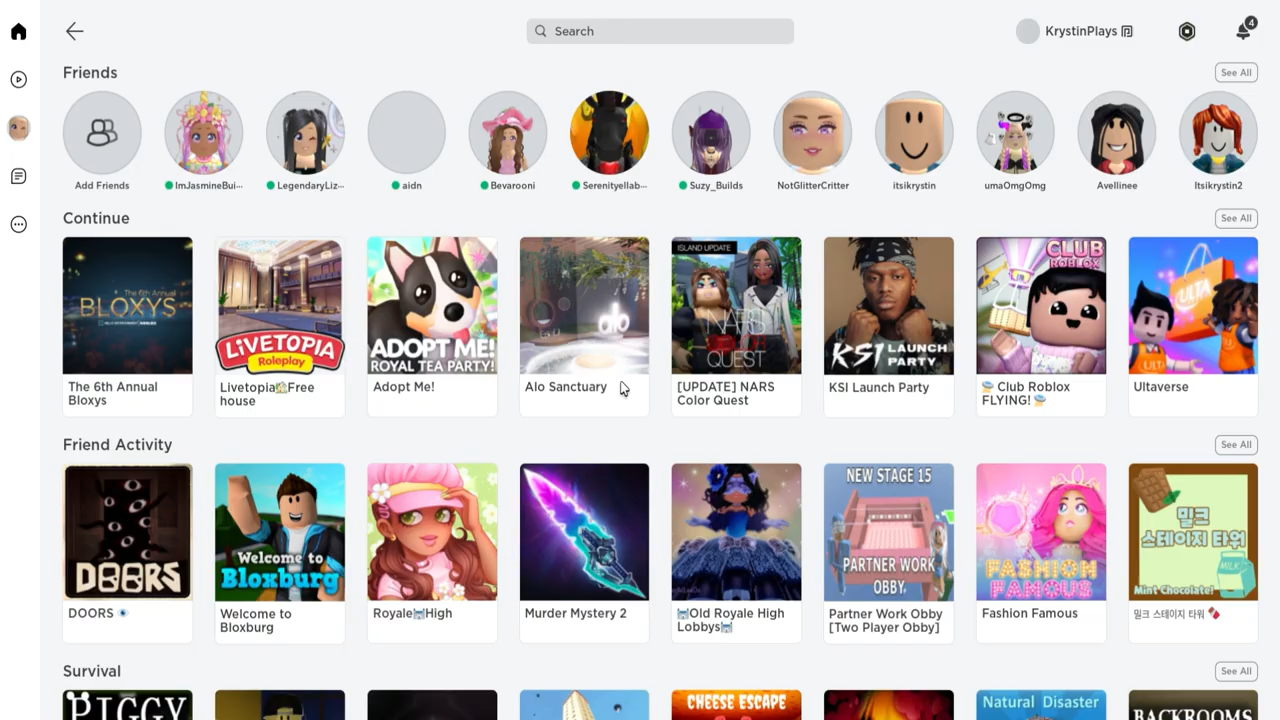 Search
KrystinPlays
4
Friends
See All
Add Friends
ImJasmineBui...
LegendaryLiz...
aidn
Bevarooni
Serenityellab...
Suzy_Builds
NotGlitterCritter
itsikrystin
umaOmgOmg
Avellinee
Itsikrystin2
Continue
See All
The 6th Annual
BLOXYS
LIVETOPIA
Roleplay
ADOPT ME!
ROYAL TEA PARTY!
alo
ISLAND UPDATE
NARS
QUEST
KSI LAUNCH
PARTY
CLUB
ROBLOX
ULTA
The 6th Annual
Bloxys
Livetopia🏡Free
house
Adopt Me!
Alo Sanctuary
[UPDATE] NARS
Color Quest
KSI Launch Party
🛸 Club Roblox
FLYING! 🛸
Ultaverse
Friend Activity
See All
DOORS
Welcome to
Bloxburg
NEW STAGE 15
PARTNER WORK
OBBY
FASHION
FAMOUS
밀크
스테이지 타워
MILK
Mint Chocolate!
DOORS 👁
Welcome to
Bloxburg
Royale🏰High
Murder Mystery 2
🏰Old Royale High
Lobbys🏰
Partner Work Obby
[Two Player Obby]
Fashion Famous
밀크 스테이지 타워 🍫
Survival
See All
PIGGY
CHEESE ESCAPE
Natural Disaster
BACKROOMS